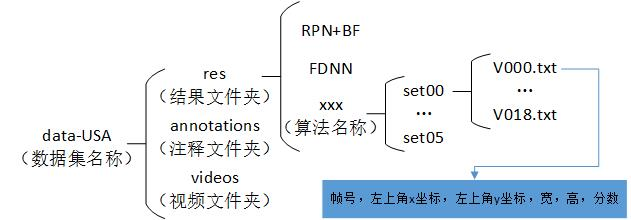 data-USA
（数据集名称）
res
（结果文件夹）
annotations
（注释文件夹）
videos
（视频文件夹）
RPN+BF
FDNN
xxx
（算法名称）
set00
...
set05
V000.txt
...
V018.txt
帧号，左上角x坐标，左上角y坐标，宽，高，分数